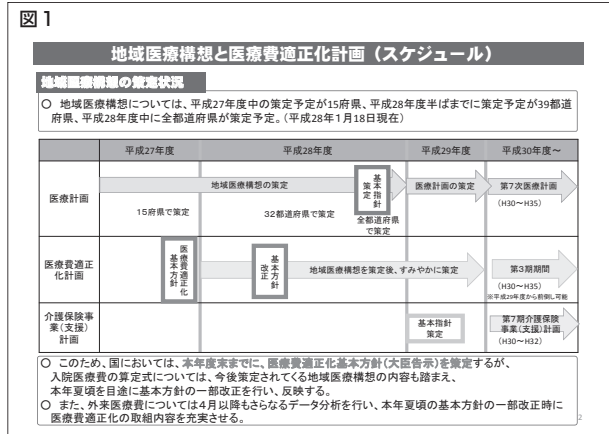 図1
地域医療構想と医療費適正化計画（スケジュール）
地域医療構想の策定状況
○ 地域医療構想については、平成27年度中の策定予定が15府県、平成28年度半ばまでに策定予定が39都道
府県、平成28年度中に全都道府県が策定予定。（平成28年1月18日現在）
平成27年度 平成28年度 平成29年度 平成30年度～
医療計画
地域医療構想の策定
基本指針
策定
医療計画の策定
第7次医療計画
15府県で策定
32都道府県で策定
全都道府県
で策定
（H30～H35）
医療費適正
化計画
医療費適正化
基本方針
基本方針
改正
地域医療構想を策定後、すみやかに策定
第3期期間
（H30～H35）
※平成29年度から前倒し可能
介護保険事
業（支援）
計画
基本指針
策定
第7期介護保険
事業（支援）計画
（H30～H32）
○ このため、国においては、本年度末までに、医療費適正化基本方針（大臣告示）を策定するが、
入院医療費の算定式については、今後策定されてくる地域医療構想の内容も踏まえ、
本年夏頃を目途に基本方針の一部改正を行い、反映する。
○ また、外来医療費については４月以降もさらなるデータ分析を行い、本年夏頃の基本方針の一部改正時に
医療費適正化の取組内容を充実させる。
2